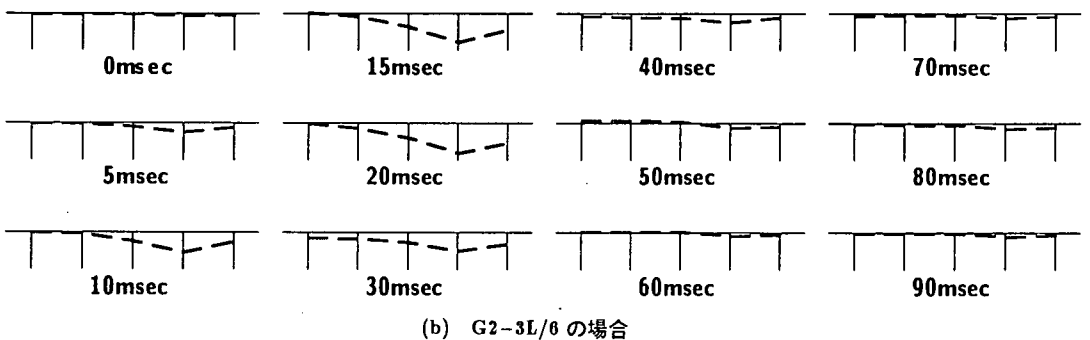 0msec 15msec 40msec 70msec
5msec 20msec 50msec 80msec
10msec 30msec 60msec 90msec
(b) G2-3L/6 の場合